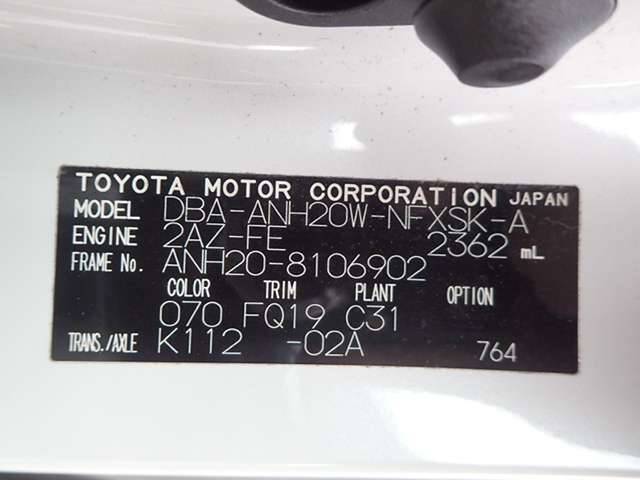 TOYOTA MOTOR CORPORATION JAPAN
MODEL DBA-ANH20W-NFXSK-A
ENGINE 2AZ-FE 2362 mL
FRAME No. ANH20-8106902
COLOR TRIM PLANT OPTION
070 FQ19 C31
TRANS./AXLE K112 -02A 764